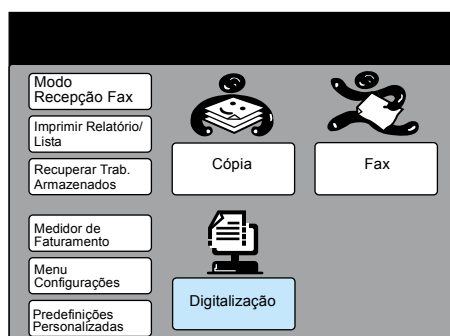 Modo
Recepção Fax
Imprimir Relatório/
Lista
Recuperar Trab.
Armazenados
Medidor de
Faturamento
Menu
Configurações
Predefinições
Personalizadas
Cópia
Fax
Digitalização